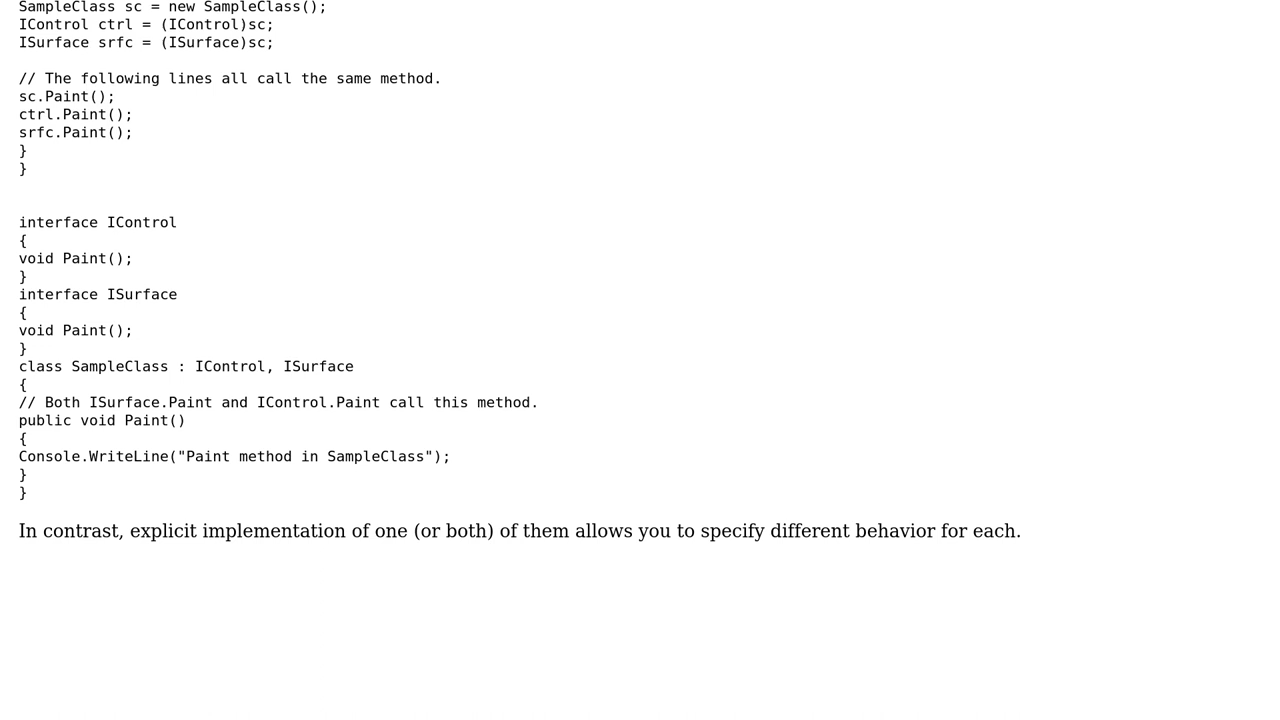 SampleClass sc = new SampleClass();
IControl ctrl = (IControl)sc;
ISurface srfc = (ISurface)sc;
// The following lines all call the same method.
sc.Paint();
ctrl.Paint();
srfc.Paint();
}
}
interface IControl
{
void Paint();
}
interface ISurface
{
void Paint();
}
class SampleClass : IControl, ISurface
{
// Both ISurface.Paint and IControl.Paint call this method.
public void Paint()
{
Console.WriteLine("Paint method in SampleClass");
}
}
In contrast, explicit implementation of one (or both) of them allows you to specify different behavior for each.